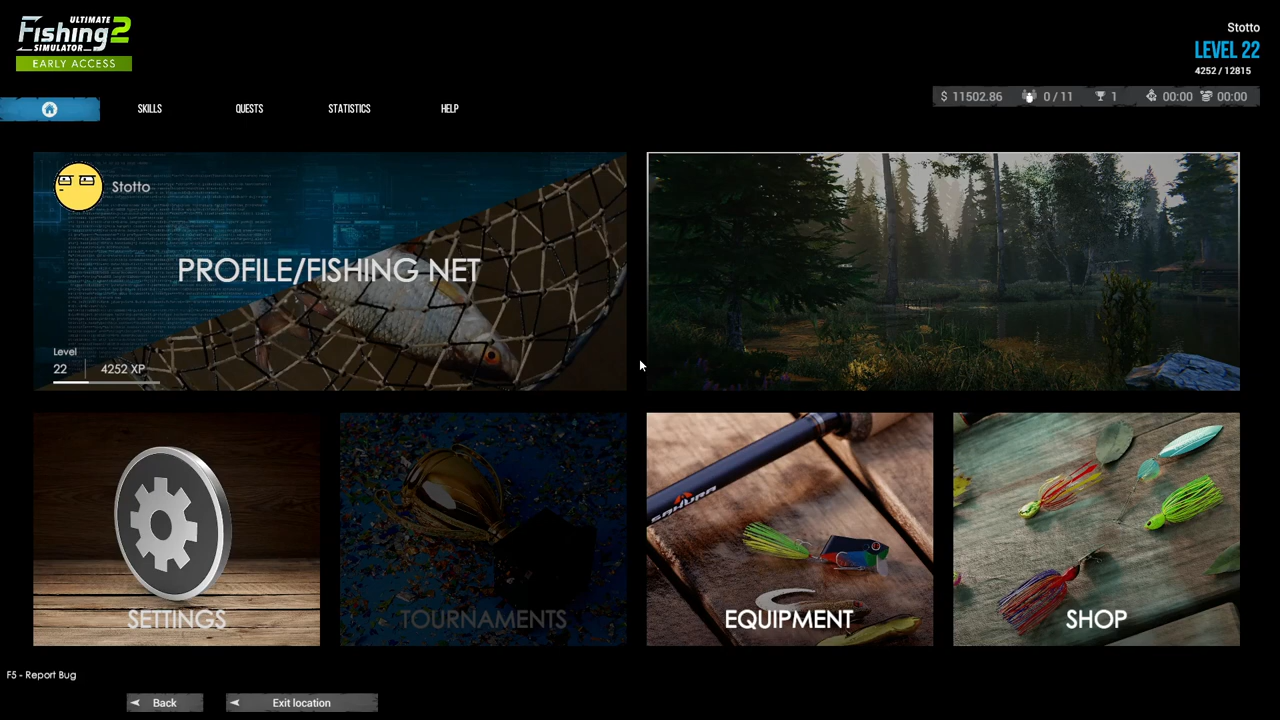 ULTIMATE
Fishing 2
SIMULATOR
EARLY ACCESS
Stotto
LEVEL 22
4252 / 12815
SKILLS
QUESTS
STATISTICS
HELP
$ 11502.86
0 / 11
1
00:00
00:00
Stotto
PROFILE/FISHING NET
Level
22
4252 XP
SAKURA
SETTINGS
TOURNAMENTS
EQUIPMENT
SHOP
F5 - Report Bug
Back
Exit location